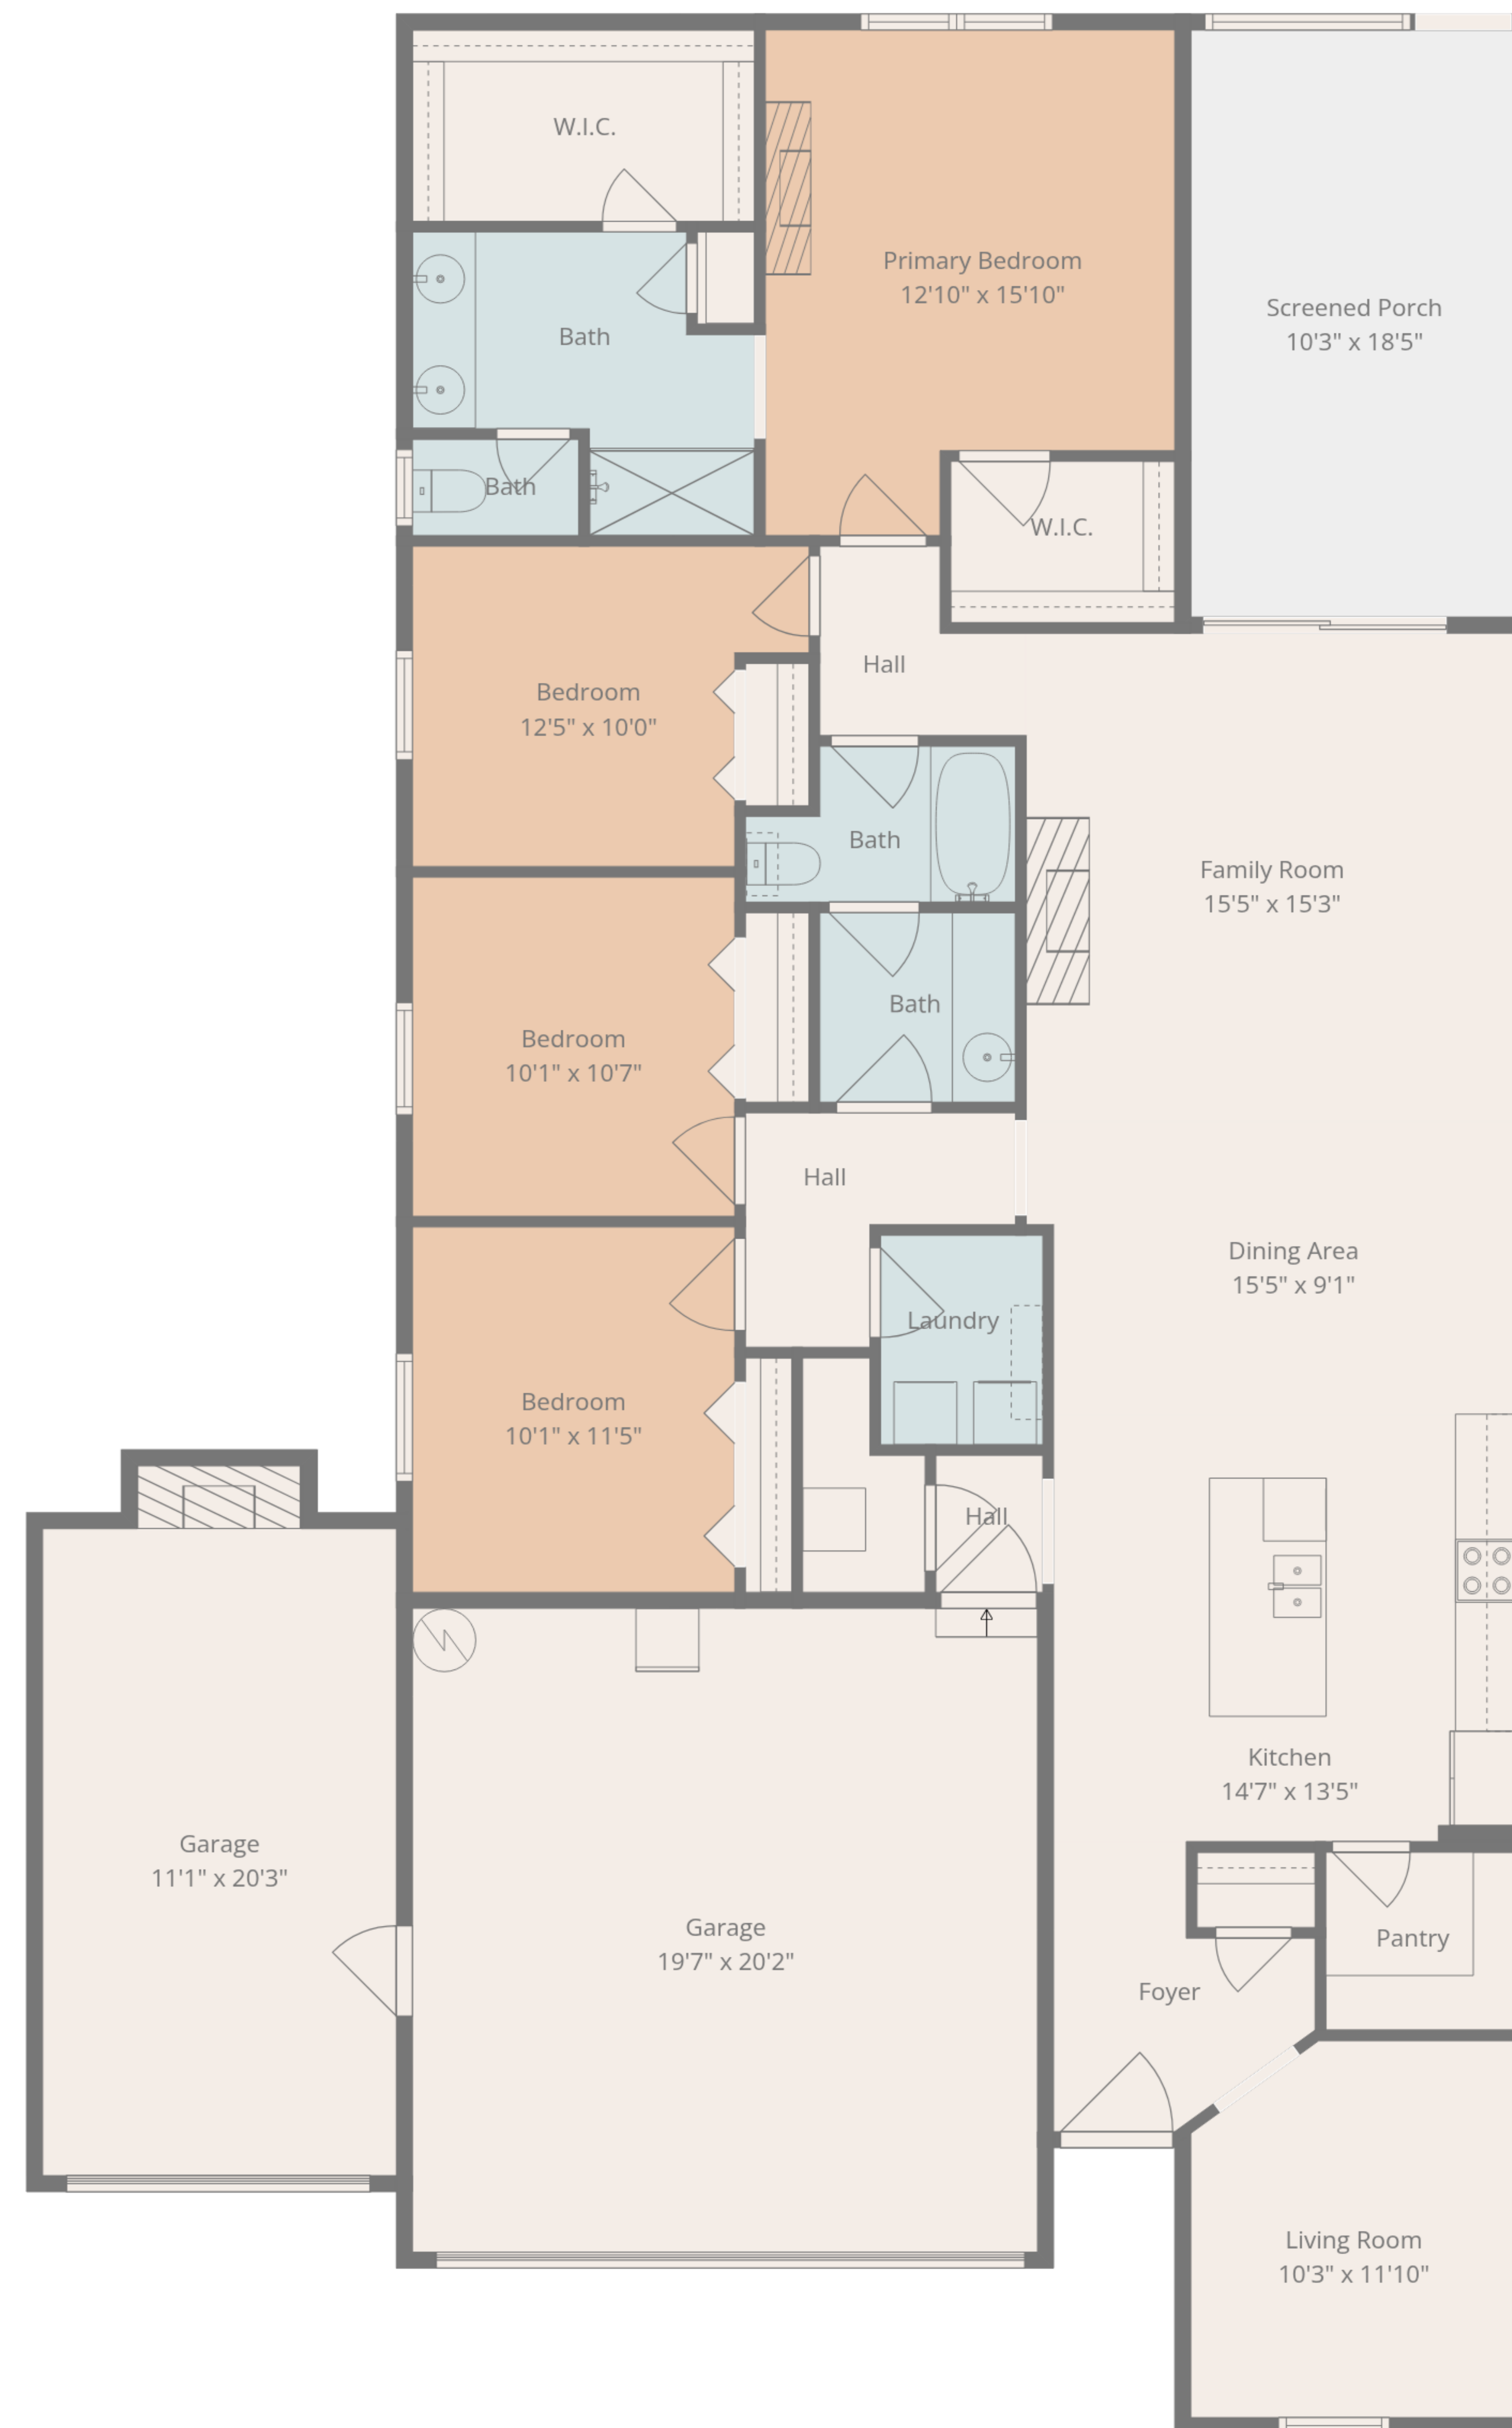 W.I.C.
Primary Bedroom
12'10" x 15'10"
Screened Porch
10'3" x 18'5"
Bath
Bath
W.I.C.
Hall
Bedroom
12'5" x 10'0"
Bath
Family Room
15'5" x 15'3"
Bath
Bedroom
10'1" x 10'7"
Hall
Dining Area
15'5" x 9'1"
Laundry
Bedroom
10'1" x 11'5"
Hall
Kitchen
14'7" x 13'5"
Garage
11'1" x 20'3"
Garage
19'7" x 20'2"
Pantry
Foyer
Living Room
10'3" x 11'10"